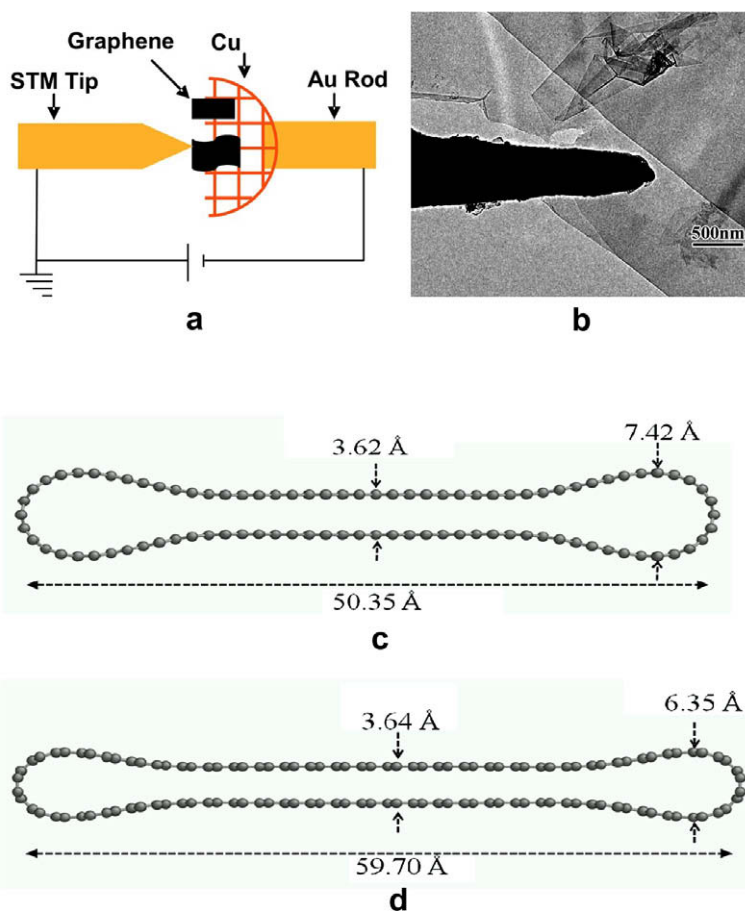 Graphene
Cu
STM Tip
Au Rod
a
500nm
b
3.62 Å
7.42 Å
50.35 Å
c
3.64 Å
6.35 Å
59.70 Å
d